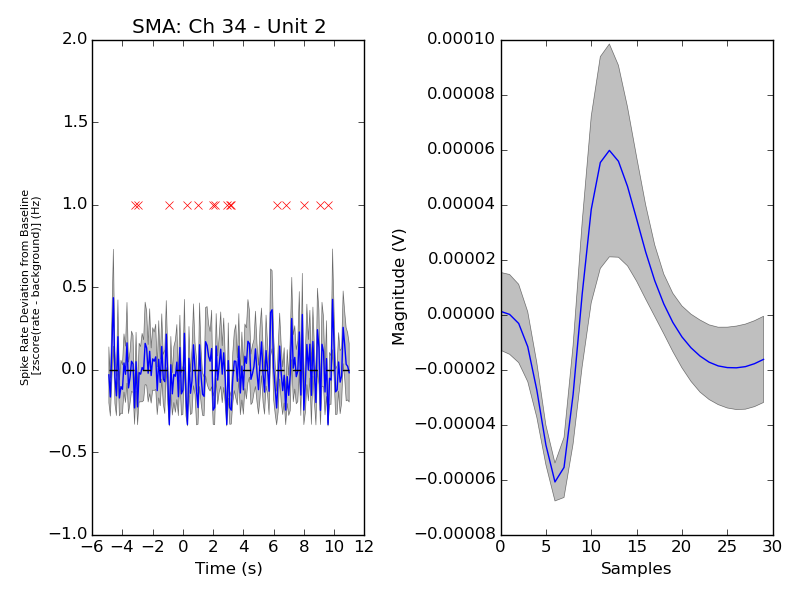 SMA: Ch 34 - Unit 2
Spike Rate Deviation from Baseline
[zscore(rate - background)] (Hz)
2.0
1.5
1.0
0.5
0.0
−0.5
−1.0
−6 −4 −2 0 2 4 6 8 10 12
Time (s)
Magnitude (V)
0.00010
0.00008
0.00006
0.00004
0.00002
0.00000
−0.00002
−0.00004
−0.00006
−0.00008
0 5 10 15 20 25 30
Samples